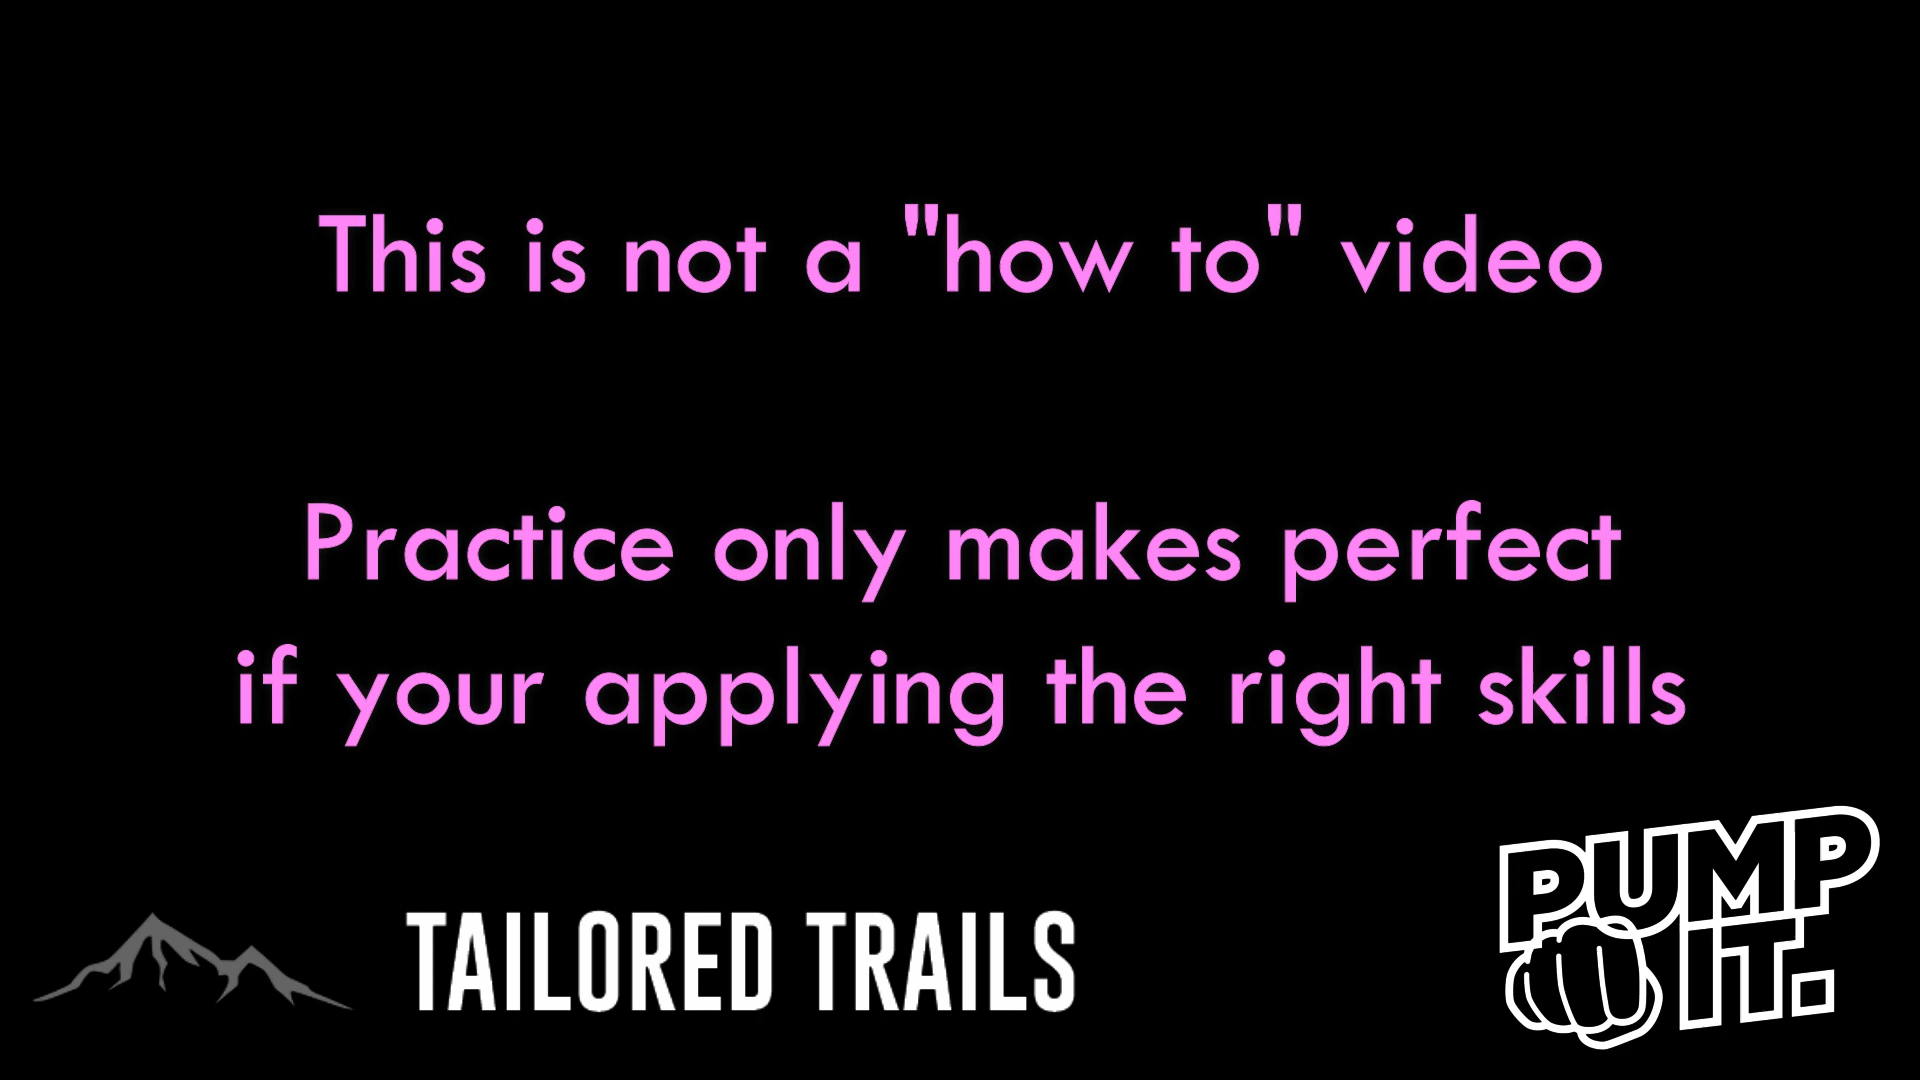 This is not a "how to" video
Practice only makes perfect
if your applying the right skills
TAILORED TRAILS
PUMP
IT.